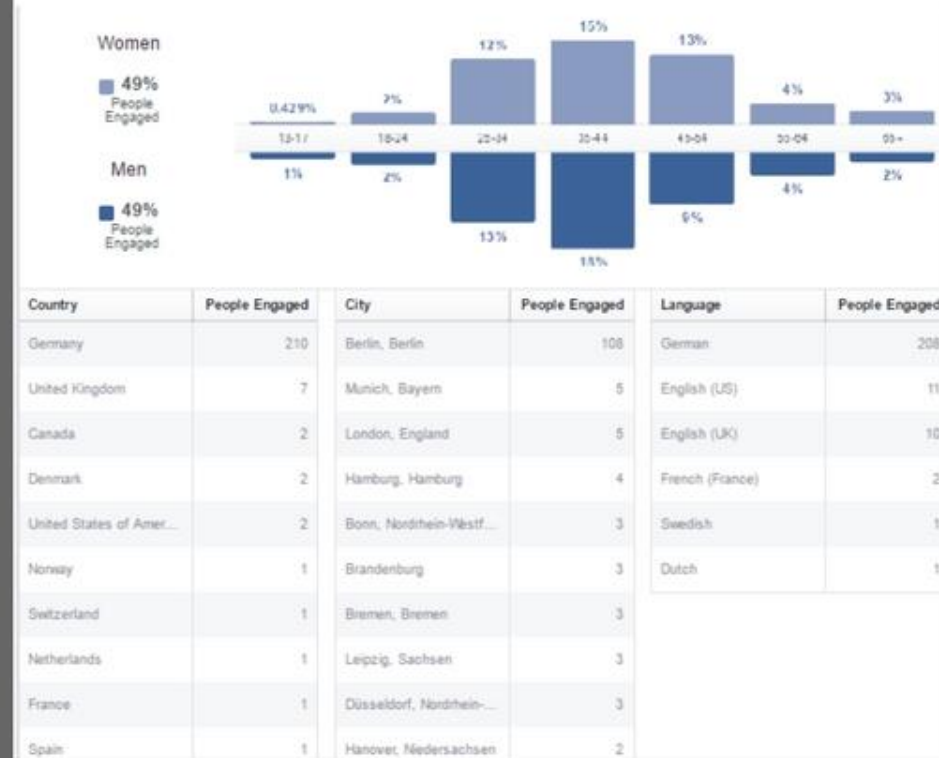 Women
49%
People
Engaged
Men
49%
People
Engaged
0.429% 2% 12% 15% 13% 4% 3%
13-17 18-24 25-34 35-44 45-54 55-64 65+
1% 2% 13% 18% 9% 4% 2%
Country People Engaged City People Engaged Language People Engaged
Germany 210 Berlin, Berlin 108 German 208
United Kingdom 7 Munich, Bayern 5 English (US) 11
Canada 2 London, England 5 English (UK) 10
Denmark 2 Hamburg, Hamburg 4 French (France) 2
United States of Amer... 2 Bonn, Nordrhein-Westf... 3 Swedish 1
Norway 1 Brandenburg 3 Dutch 1
Switzerland 1 Bremen, Bremen 3
Netherlands 1 Leipzig, Sachsen 3
France 1 Düsseldorf, Nordrhein-... 3
Spain 1 Hanover, Niedersachsen 2